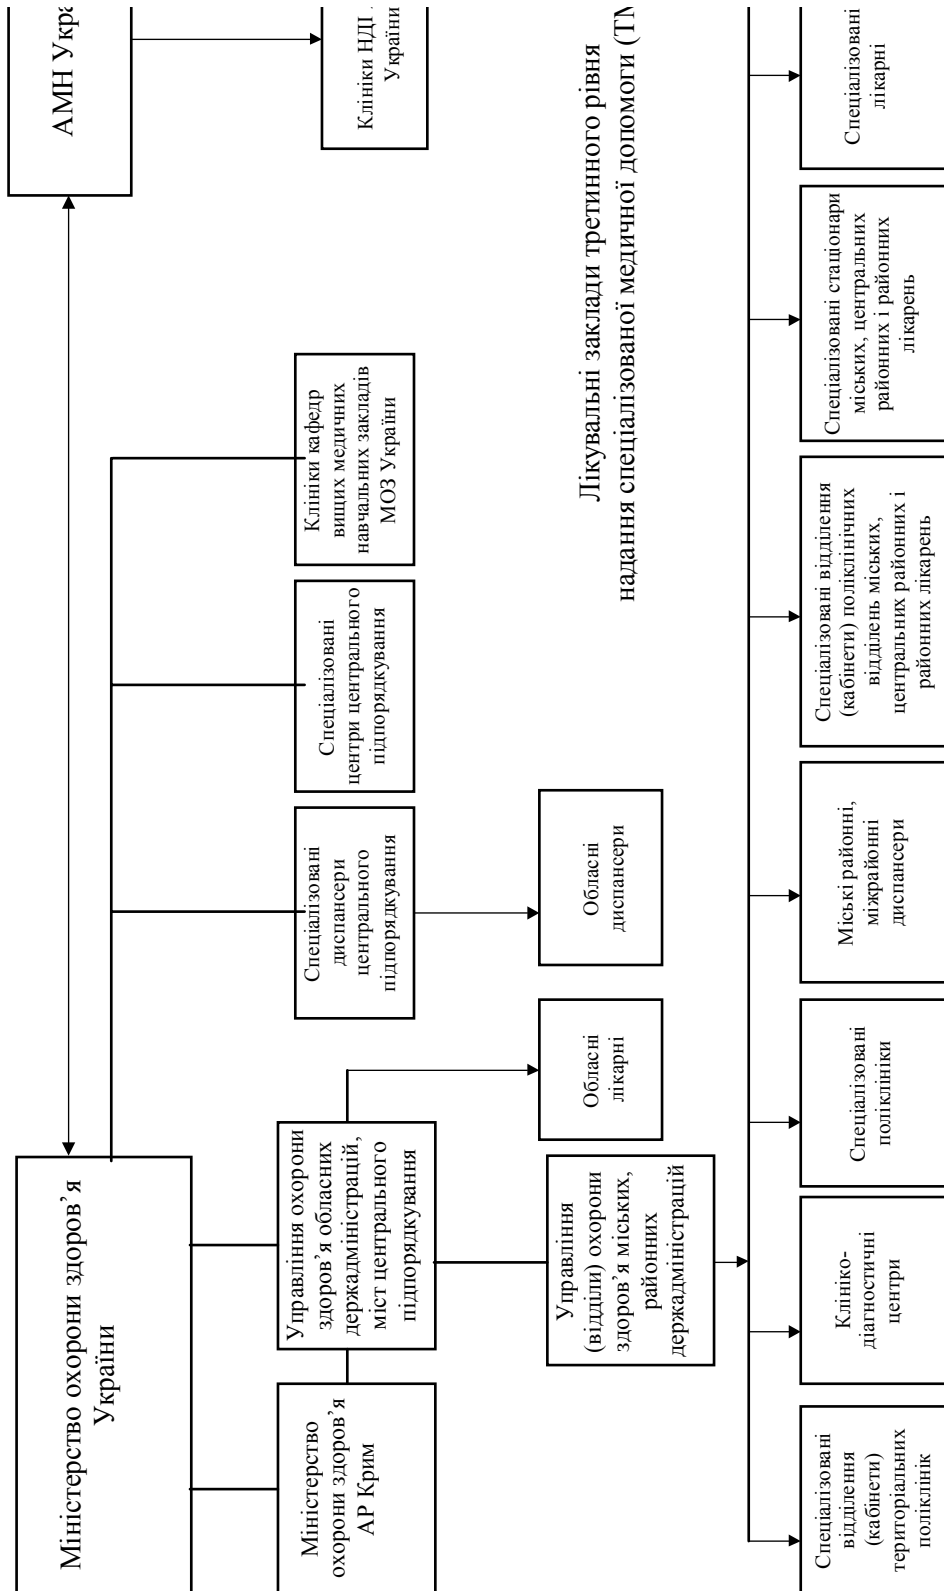 Міністерство охорони здоров’я
України
АМН Укра
Клініки НДІ
України
Міністерство
охорони здоров’я
АР Крим
Управління охорони
здоров’я обласних
держадміністрацій,
міст центрального
підпорядкування
Спеціалізовані
диспансери
центрального
підпорядкування
Спеціалізовані
центри центрального
підпорядкування
Клініки кафедр
вищих медичних
навчальних закладів
МОЗ України
Обласні
лікарні
Обласні
диспансери
Лікувальні заклади третинного рівня
надання спеціалізованої медичної допомоги (ТМ
Управління
(відділи) охорони
здоров’я міських,
районних
держадміністрацій
Спеціалізовані
відділення
(кабінети)
територіальних
поліклінік
Клініко-
діагностичні
центри
Спеціалізовані
поліклініки
Міські районні,
міжрайонні
диспансери
Спеціалізовані відділення
(кабінети) поліклінічних
відділень міських,
центральних районних і
районних лікарень
Спеціалізовані стаціонари
міських, центральних
районних і районних
лікарень
Спеціалізовані
лікарні